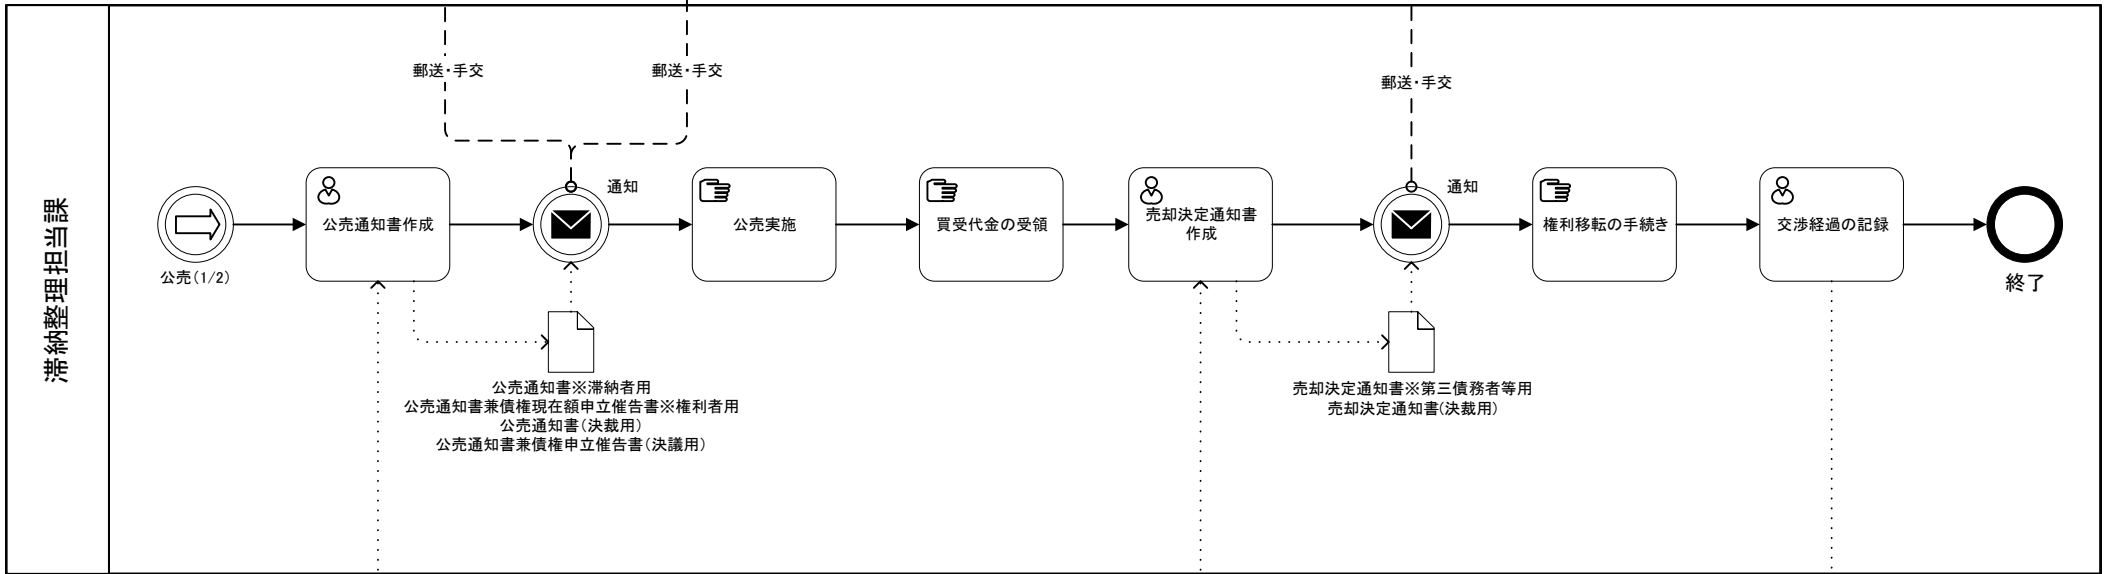 滞納整理担当課
郵送・手交
郵送・手交
郵送・手交
公売(1/2)
公売通知書作成
通知
公売実施
買受代金の受領
売却決定通知書
作成
通知
権利移転の手続き
交渉経過の記録
終了
公売通知書※滞納者用
公売通知書兼債権現在額申立催告書※権利者用
公売通知書(決裁用)
公売通知書兼債権申立催告書(決議用)
売却決定通知書※第三債務者等用
売却決定通知書(決裁用)